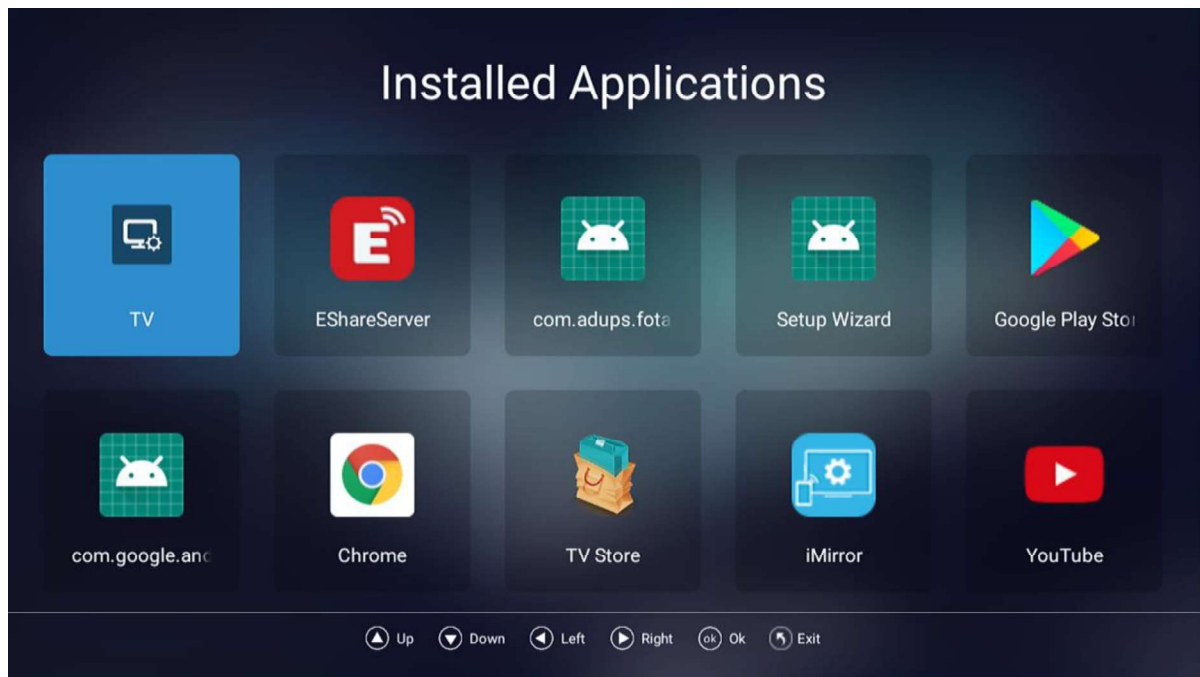 Installed Applications
TV
EShareServer
com.adups.fota
Setup Wizard
Google Play Stor
com.google.and
Chrome
TV Store
iMirror
YouTube
Up Down Left Right ok Ok Exit